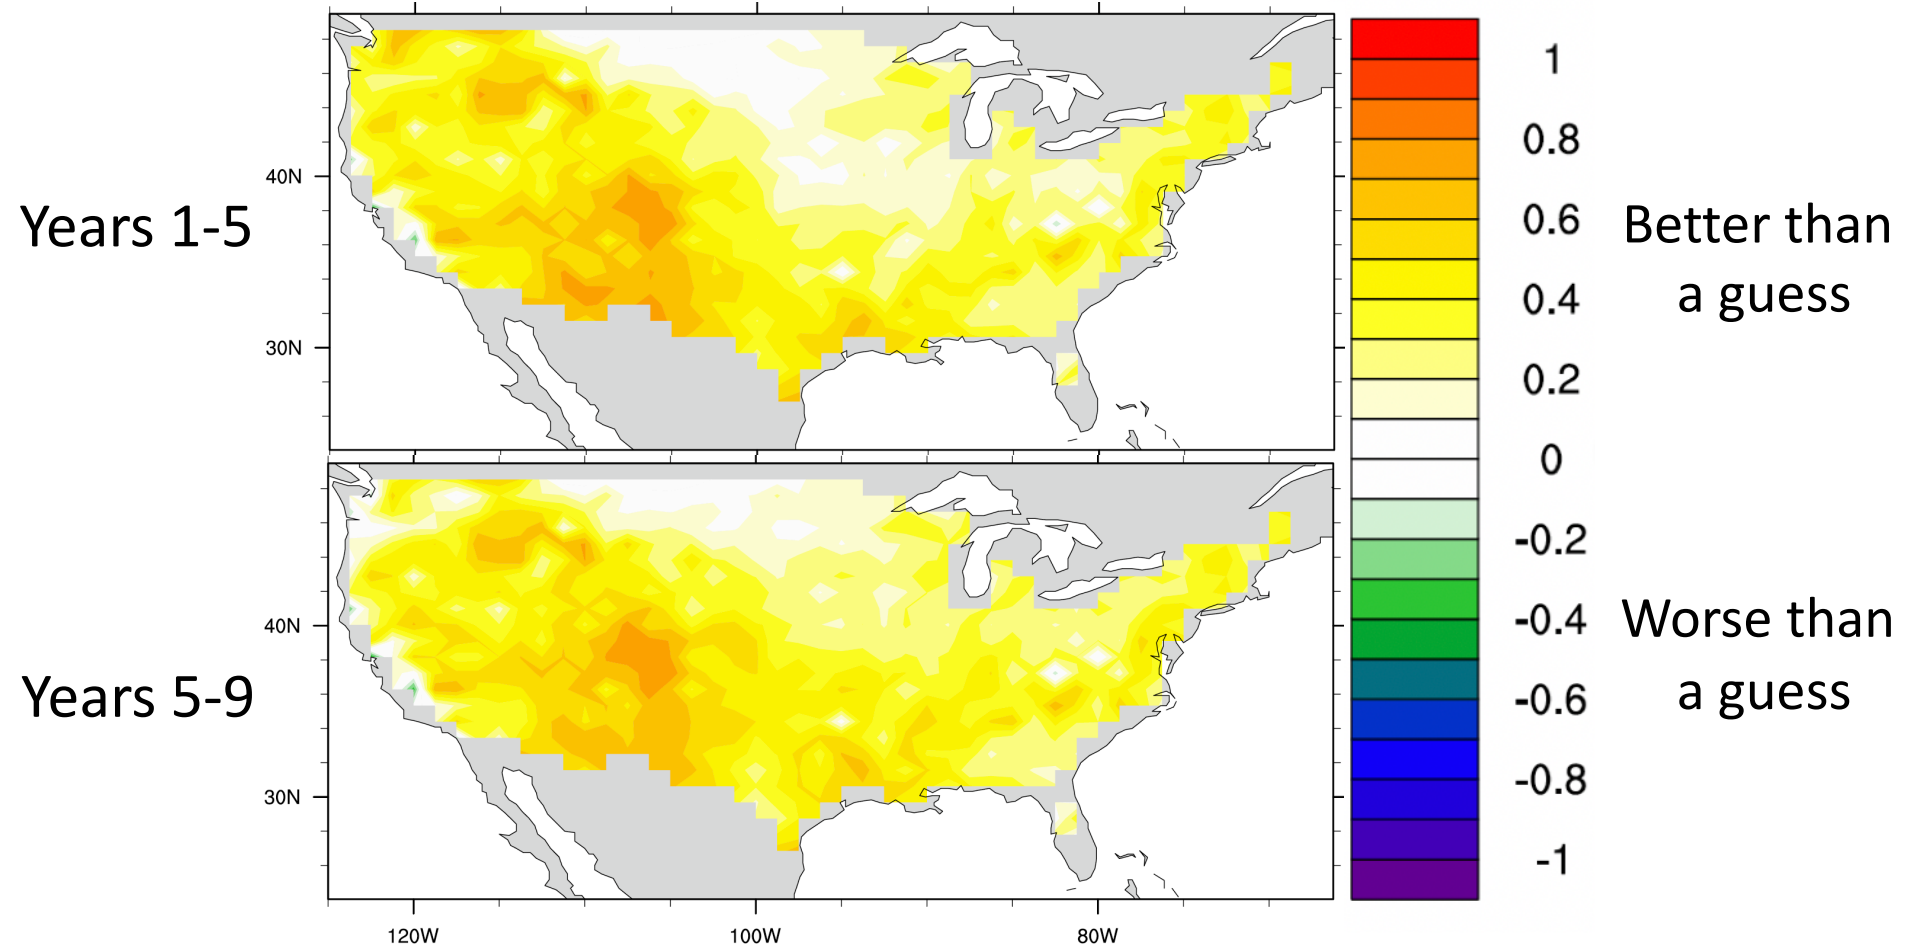 Years 1-5
40N
30N
Years 5-9
40N
30N
120W
100W
80W
1
0.8
0.6
0.4
0.2
0
-0.2
-0.4
-0.6
-0.8
-1
Better than
a guess
Worse than
a guess